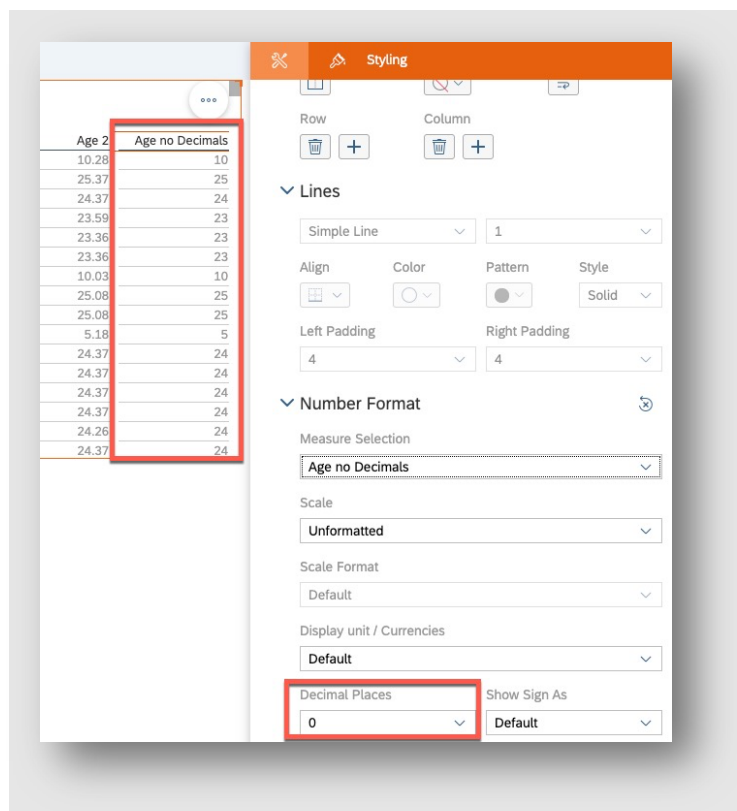 Styling
Row Column
Age 2 Age no Decimals
10.28 10
25.37 25
24.37 24
23.59 23
23.36 23
23.36 23
10.03 10
25.08 25
25.08 25
5.18 5
24.37 24
24.37 24
24.37 24
24.37 24
24.26 24
24.37 24
Lines
Simple Line 1
Align Color Pattern Style
Solid
Left Padding Right Padding
4 4
Number Format
Measure Selection
Age no Decimals
Scale
Unformatted
Scale Format
Default
Display unit / Currencies
Default
Decimal Places Show Sign As
0 Default